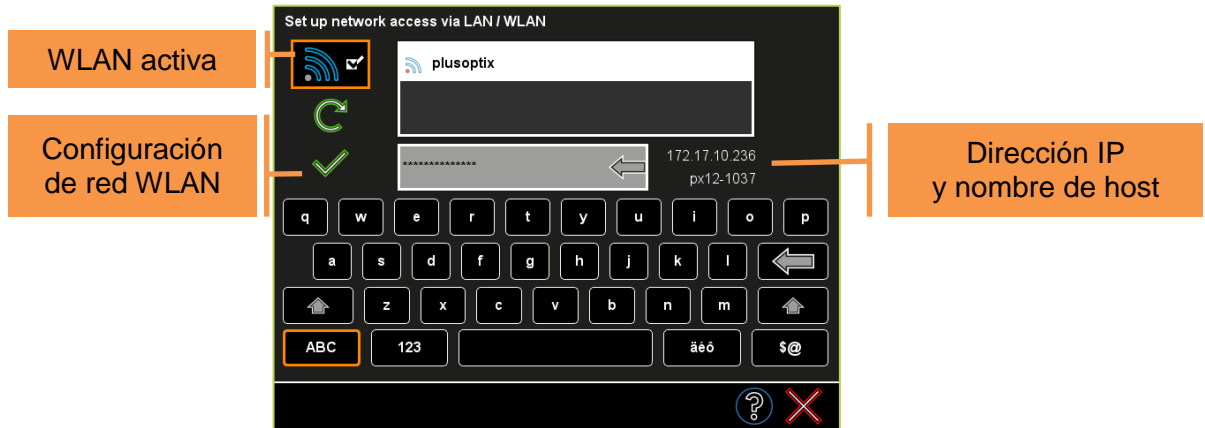 Set up network access via LAN / WLAN
WLAN activa
plusoptix
Configuración
de red WLAN
**************
172.17.10.236
px12-1037
Dirección IP
y nombre de host
q w e r t y u i o p
a s d f g h j k l
z x c v b n m
ABC 123 äéô $@
?